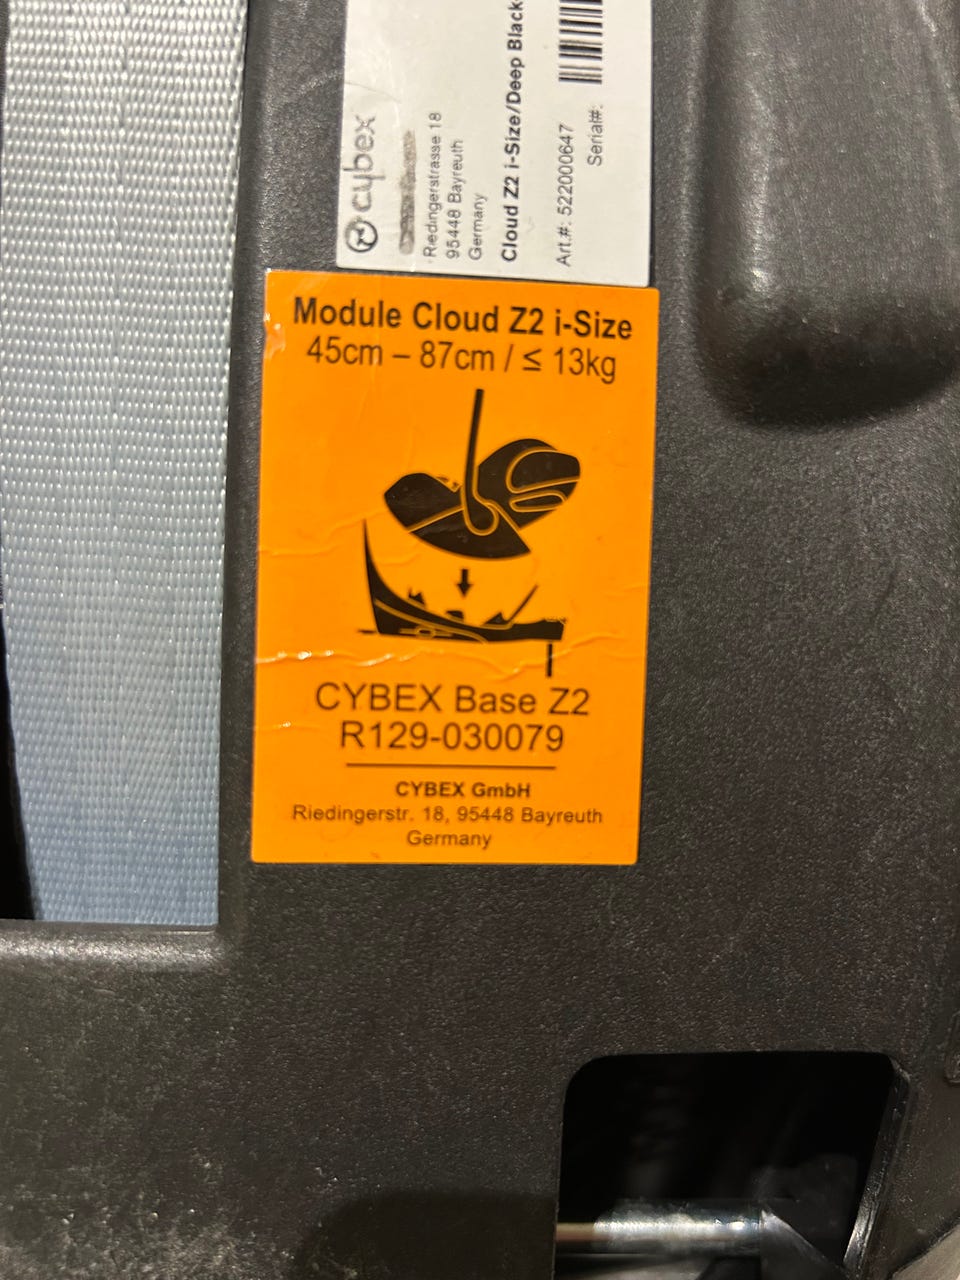 cybex
Riedingerstrasse 18
95448 Bayreuth
Germany
Cloud Z2 i-Size/Deep Black
Art.#: 522000647
Serial#:
Module Cloud Z2 i-Size
45cm – 87cm / ≤ 13kg
CYBEX Base Z2
R129-030079
CYBEX GmbH
Riedingerstr. 18, 95448 Bayreuth
Germany